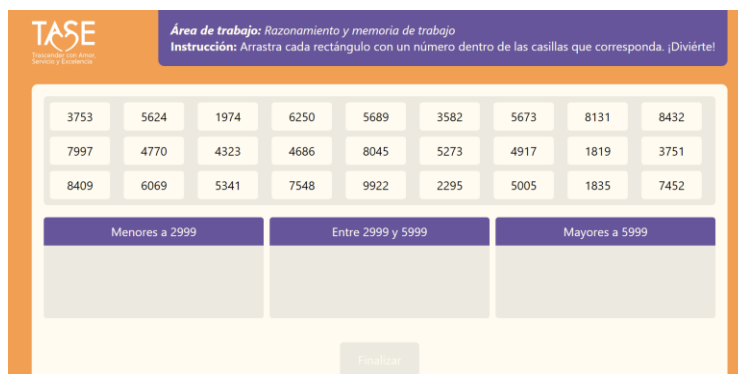 TASE
Trascender con Amor,
Servicio y Excelencia
Área de trabajo: Razonamiento y memoria de trabajo
Instrucción: Arrastra cada rectángulo con un número dentro de las casillas que corresponda. ¡Diviérte!
3753 5624 1974 6250 5689 3582 5673 8131 8432
7997 4770 4323 4686 8045 5273 4917 1819 3751
8409 6069 5341 7548 9922 2295 5005 1835 7452
Menores a 2999 Entre 2999 y 5999 Mayores a 5999
Finalizar